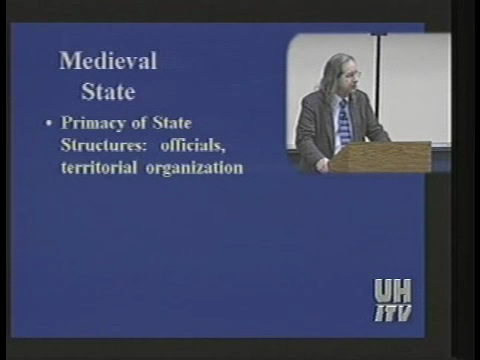 Medieval
State
• Primacy of State
Structures: officials,
territorial organization
UH
ITV